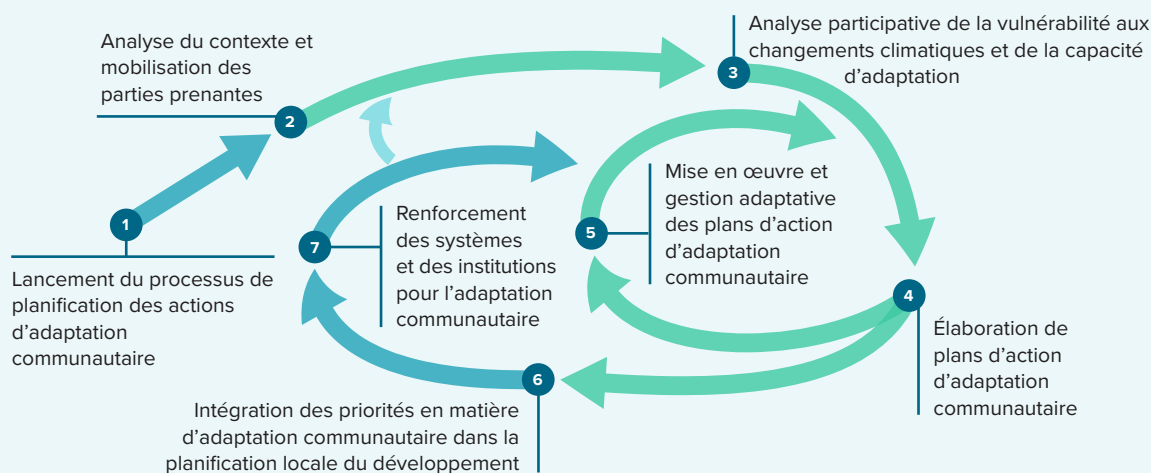 1
Lancement du processus de
planification des actions
d’adaptation
communautaire
2
Analyse du contexte et
mobilisation des
parties prenantes
3
Analyse participative de la vulnérabilité aux
changements climatiques et de la capacité
d’adaptation
4
Élaboration de
plans d’action
d’adaptation
communautaire
5
Mise en œuvre et
gestion adaptative
des plans d’action
d’adaptation
communautaire
6
Intégration des priorités en matière
d’adaptation communautaire dans la
planification locale du développement
7
Renforcement
des systèmes
et des institutions
pour l’adaptation
communautaire